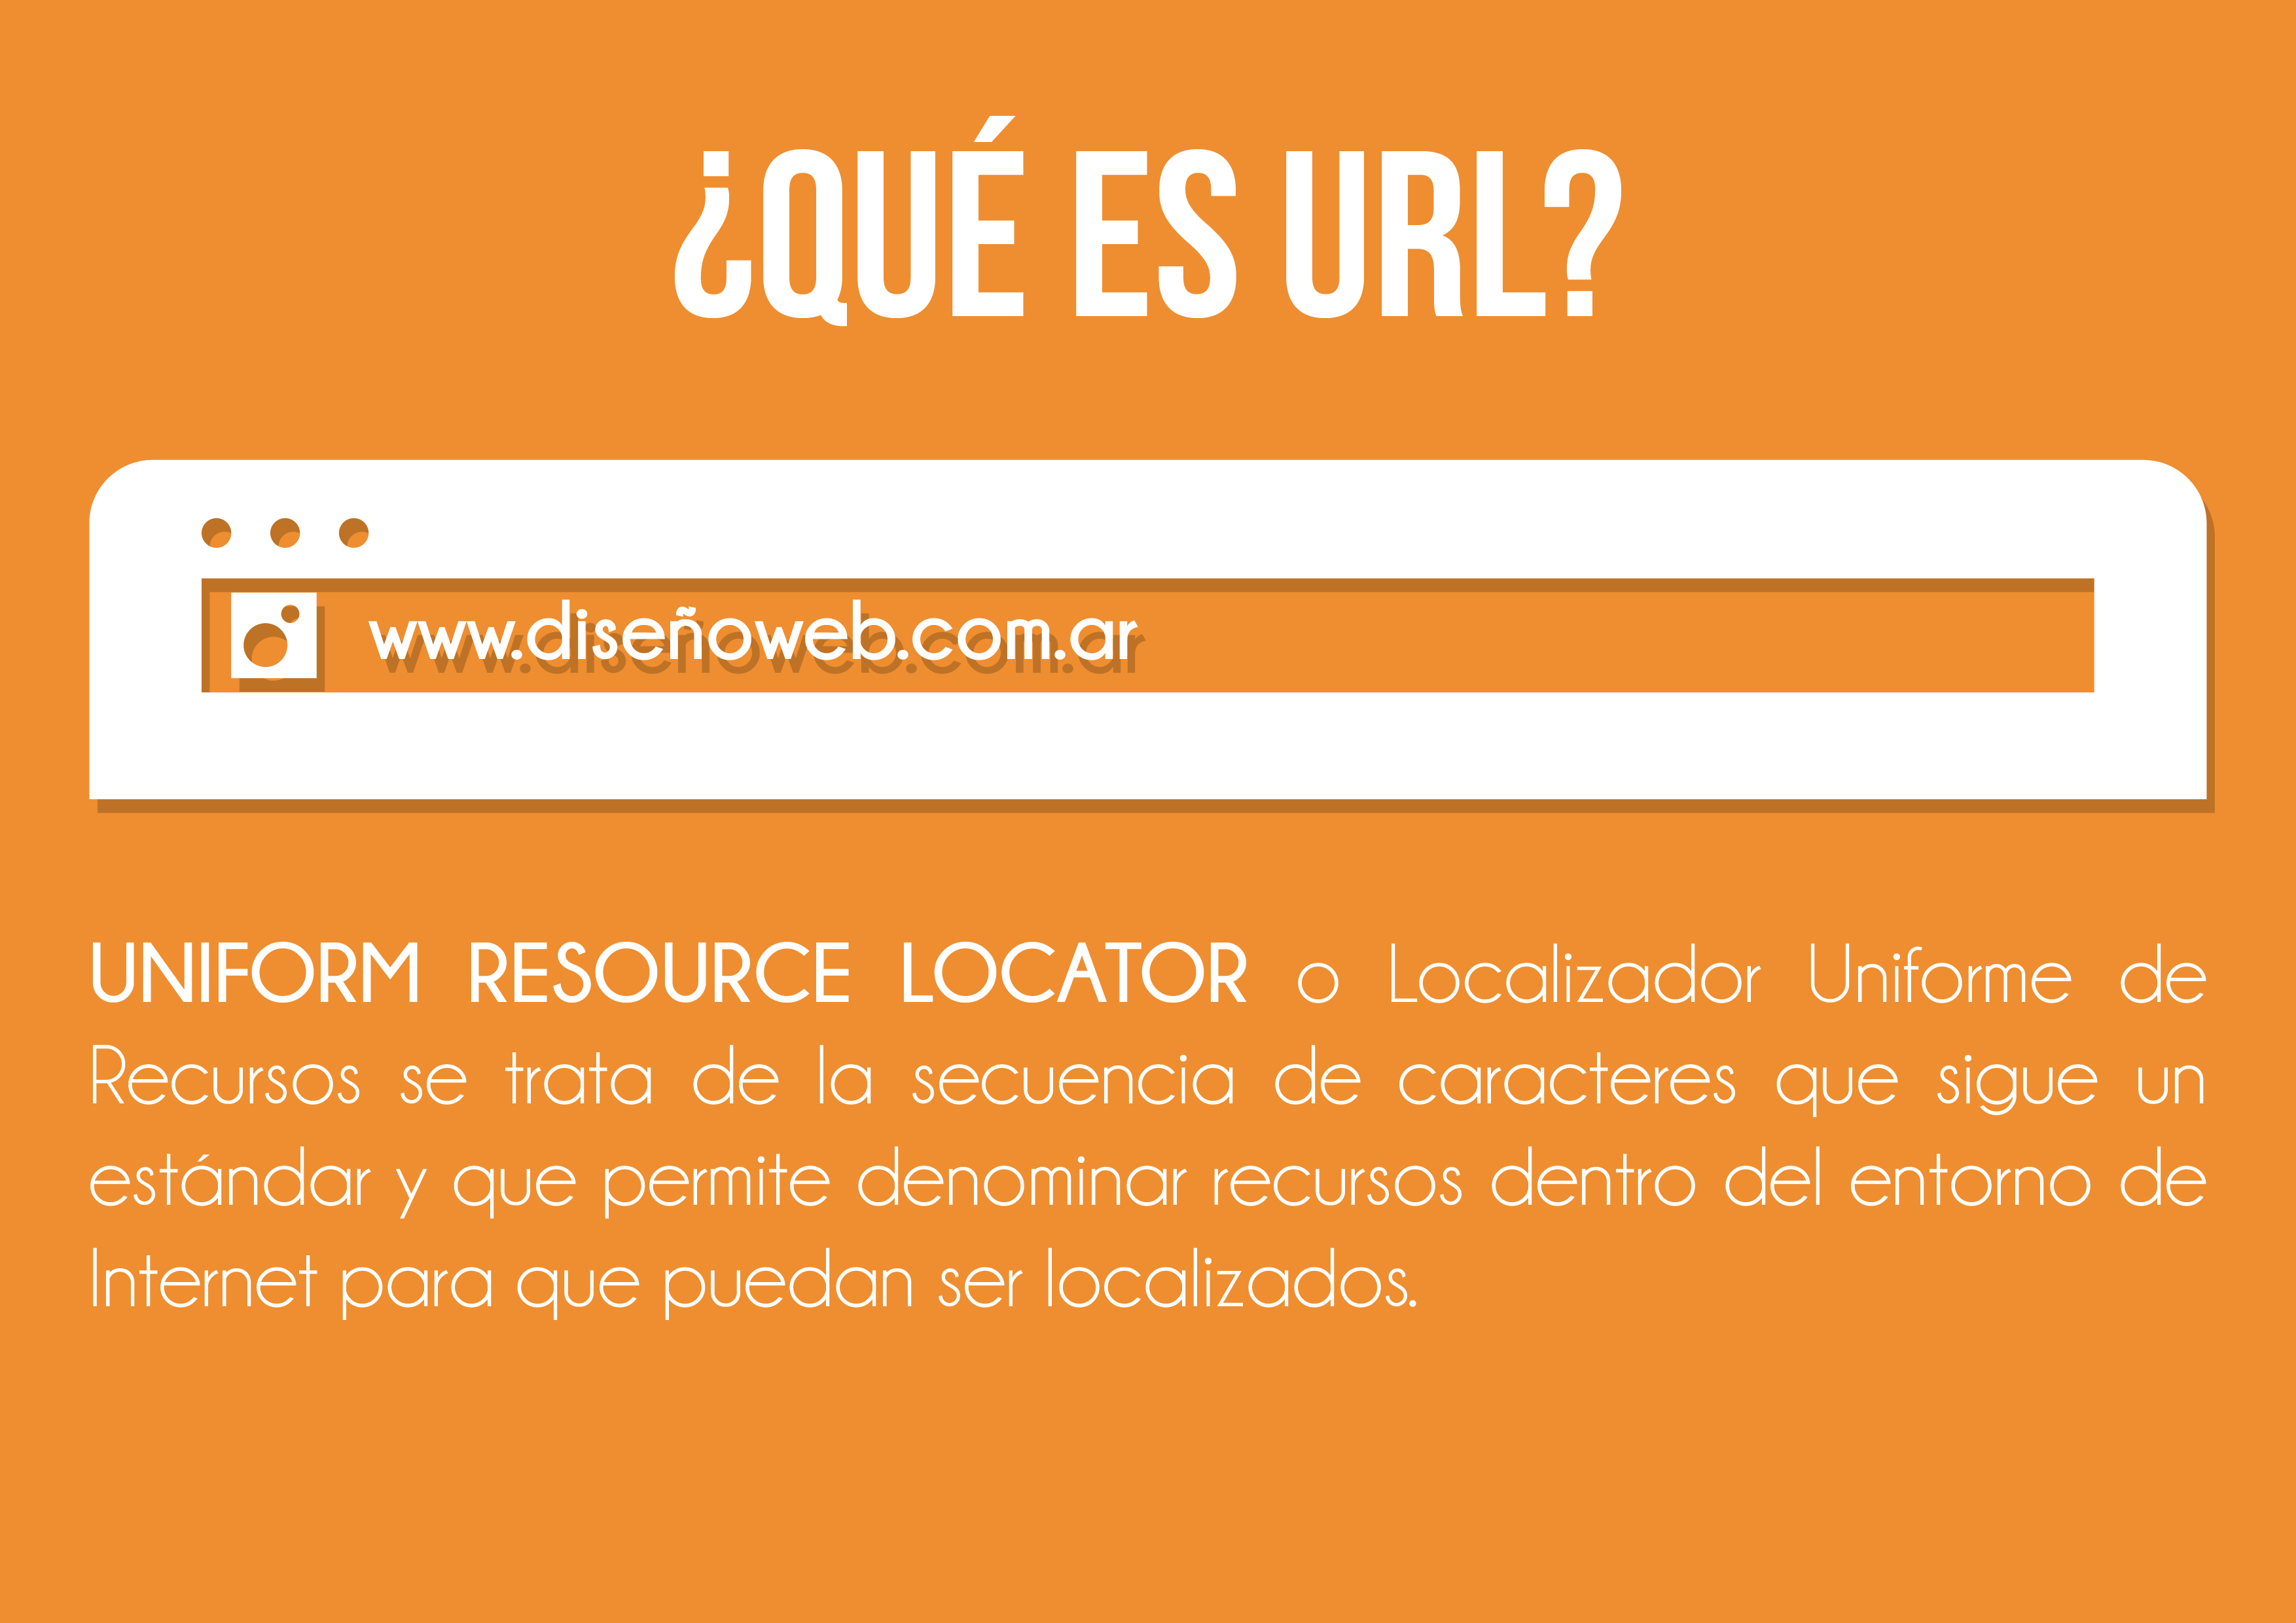 ¿QUÉ ES URL?
www.diseñoweb.com.ar
UNIFORM RESOURCE LOCATOR o Localizador Uniforme de
Recursos se trata de la secuencia de caracteres que sigue un
estándar y que permite denominar recursos dentro del entorno de
Internet para que puedan ser localizados.